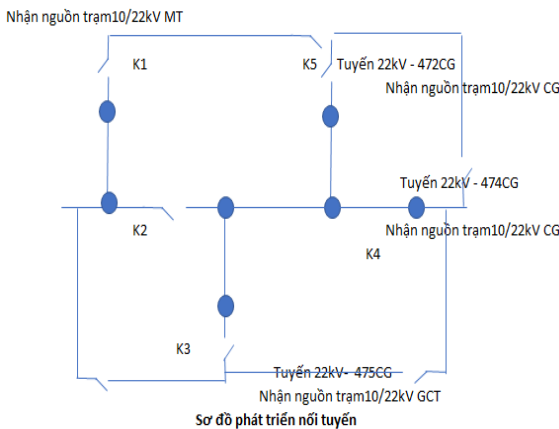 Nhận nguồn trạm10/22kV MT
K1
K5
Tuyến 22kV - 472CG
Nhận nguồn trạm10/22kV CG
Tuyến 22kV - 474CG
K2
Nhận nguồn trạm10/22kV CG
K4
K3
Tuyến 22kV- 475CG
Nhận nguồn trạm10/22kV GCT
Sơ đồ phát triển nối tuyến